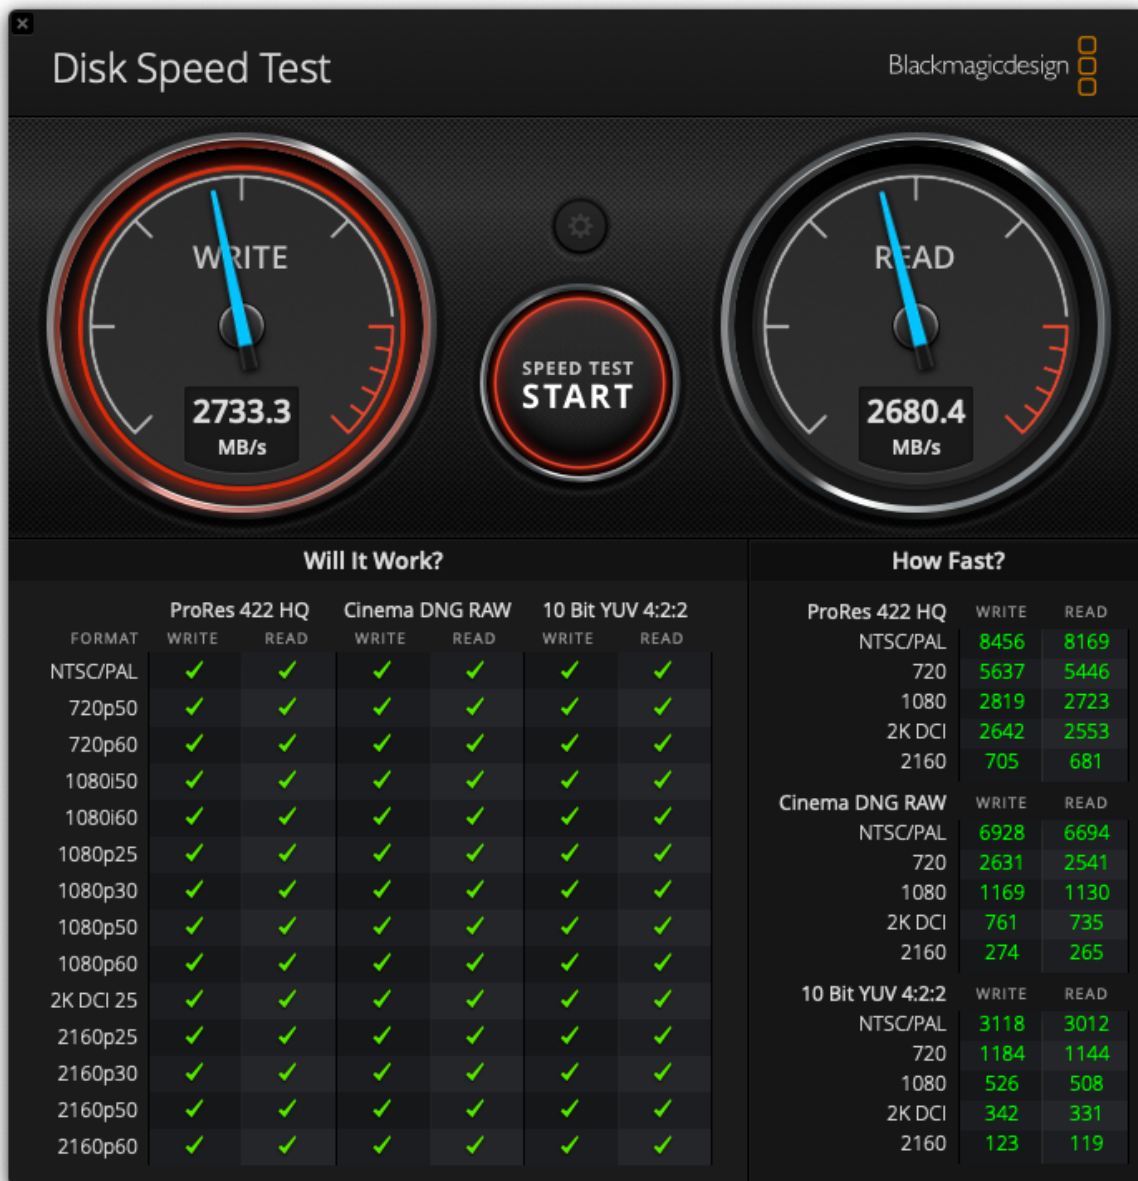 Disk Speed Test
Blackmagicdesign
WRITE
2733.3
MB/s
SPEED TEST
START
READ
2680.4
MB/s
Will It Work?
ProRes 422 HQ Cinema DNG RAW 10 Bit YUV 4:2:2
FORMAT WRITE READ WRITE READ WRITE READ
NTSC/PAL ✓ ✓ ✓ ✓ ✓ ✓
720p50 ✓ ✓ ✓ ✓ ✓ ✓
720p60 ✓ ✓ ✓ ✓ ✓ ✓
1080i50 ✓ ✓ ✓ ✓ ✓ ✓
1080i60 ✓ ✓ ✓ ✓ ✓ ✓
1080p25 ✓ ✓ ✓ ✓ ✓ ✓
1080p30 ✓ ✓ ✓ ✓ ✓ ✓
1080p50 ✓ ✓ ✓ ✓ ✓ ✓
1080p60 ✓ ✓ ✓ ✓ ✓ ✓
2K DCI 25 ✓ ✓ ✓ ✓ ✓ ✓
2160p25 ✓ ✓ ✓ ✓ ✓ ✓
2160p30 ✓ ✓ ✓ ✓ ✓ ✓
2160p50 ✓ ✓ ✓ ✓ ✓ ✓
2160p60 ✓ ✓ ✓ ✓ ✓ ✓
How Fast?
ProRes 422 HQ WRITE READ
NTSC/PAL 8456 8169
720 5637 5446
1080 2819 2723
2K DCI 2642 2553
2160 705 681
Cinema DNG RAW WRITE READ
NTSC/PAL 6928 6694
720 2631 2541
1080 1169 1130
2K DCI 761 735
2160 274 265
10 Bit YUV 4:2:2 WRITE READ
NTSC/PAL 3118 3012
720 1184 1144
1080 526 508
2K DCI 342 331
2160 123 119